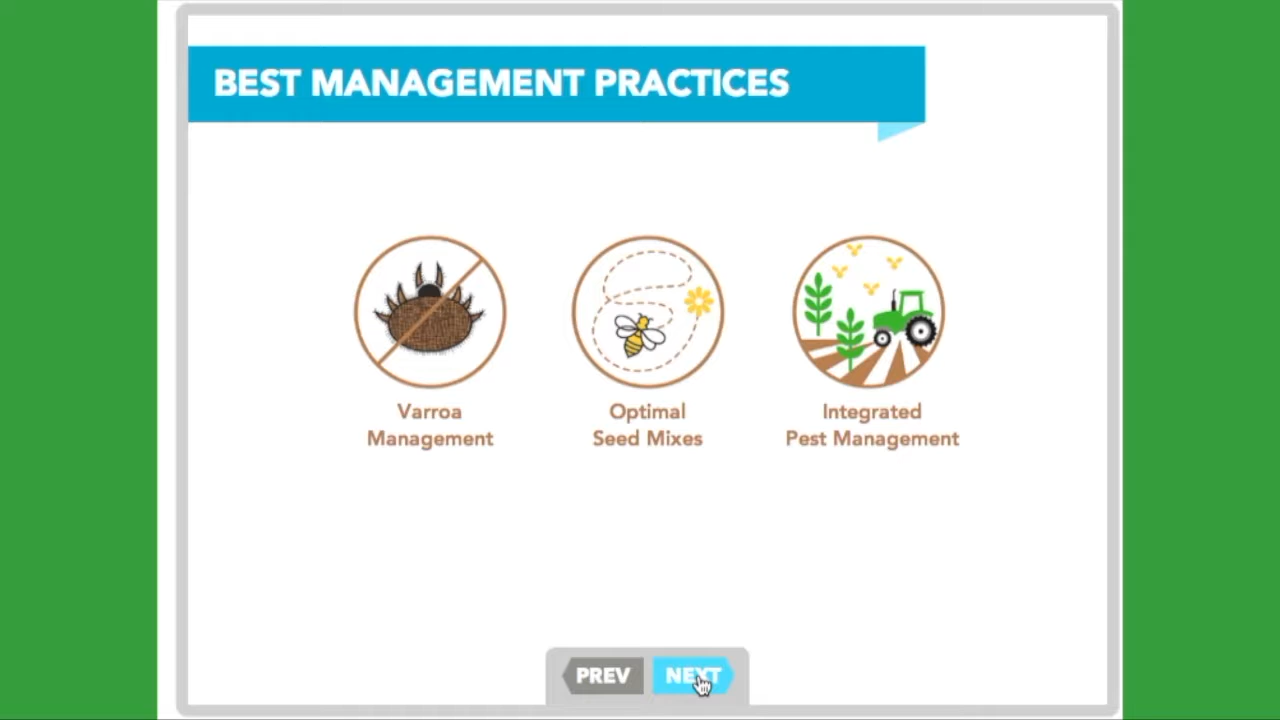 BEST MANAGEMENT PRACTICES
Varroa
Management
Optimal
Seed Mixes
Integrated
Pest Management
PREV
NEXT